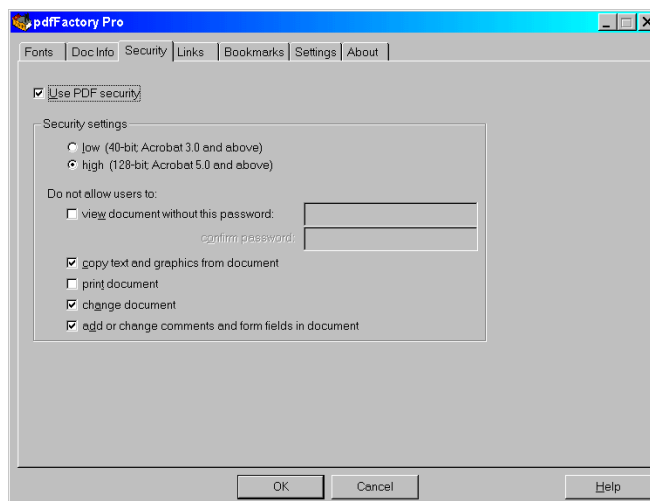 pdfFactory Pro
Fonts Doc Info Security Links Bookmarks Settings About
Use PDF security
Security settings
low (40-bit; Acrobat 3.0 and above)
high (128-bit; Acrobat 5.0 and above)
Do not allow users to:
view document without this password:
confirm password:
copy text and graphics from document
print document
change document
add or change comments and form fields in document
OK Cancel Help